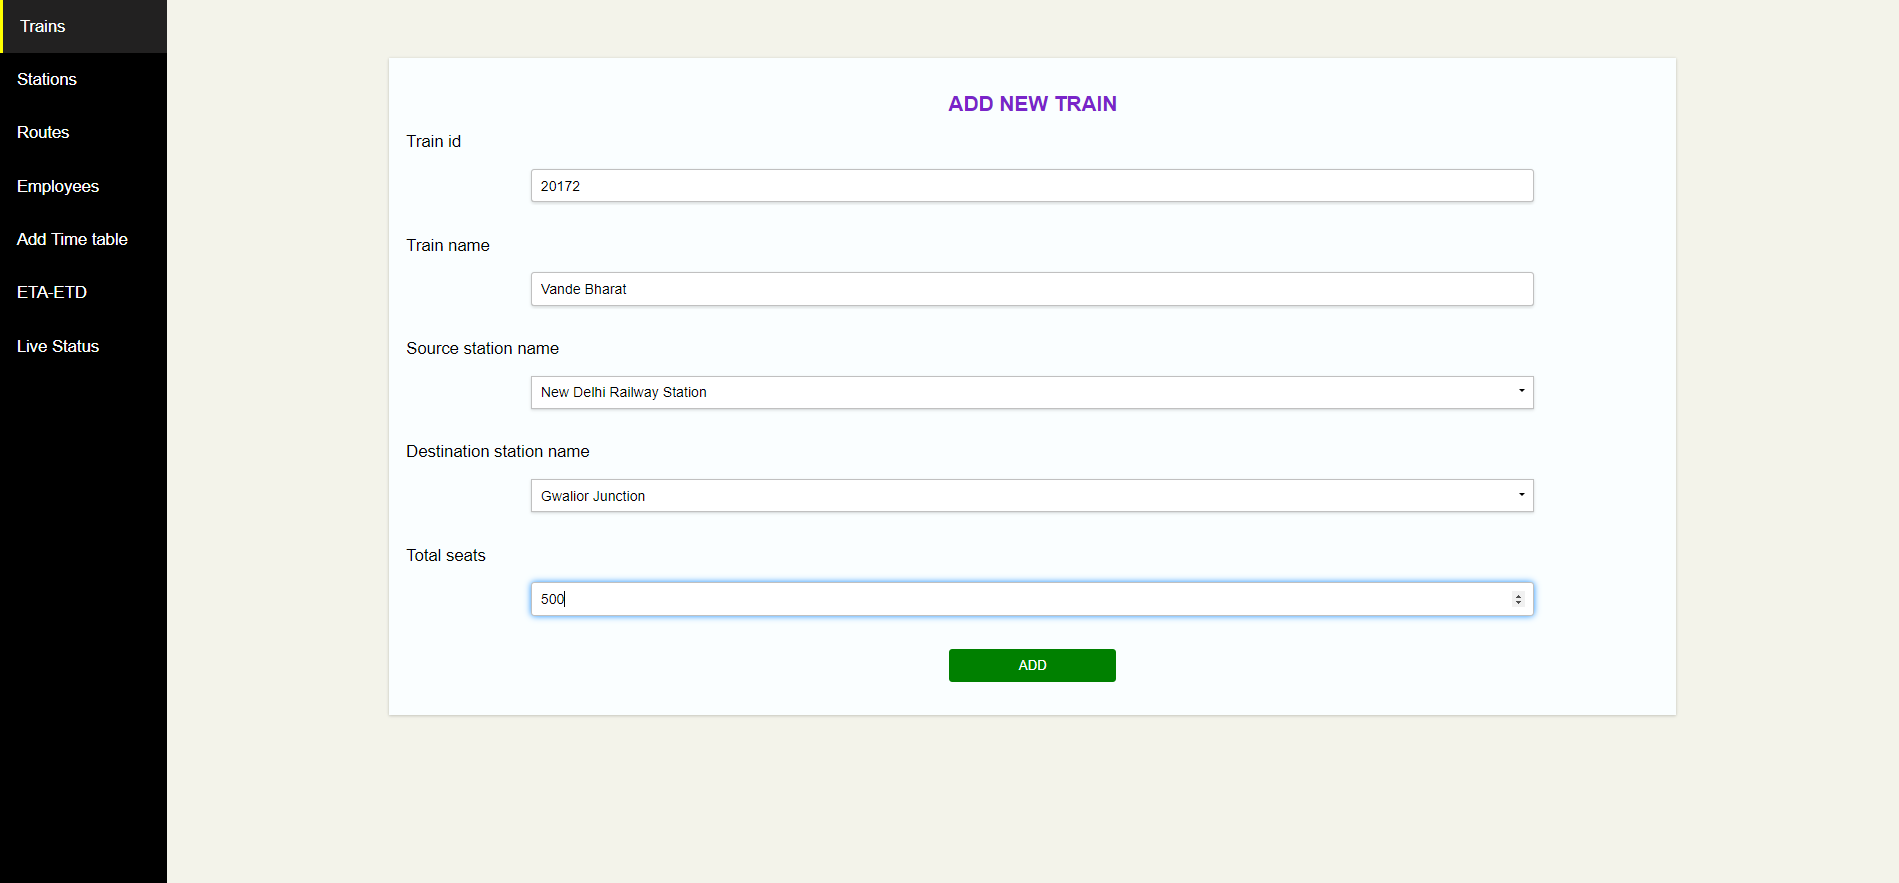 Trains
Stations
Routes
Employees
Add Time table
ETA-ETD
Live Status
ADD NEW TRAIN
Train id
20172
Train name
Vande Bharat
Source station name
New Delhi Railway Station
Destination station name
Gwalior Junction
Total seats
500
ADD